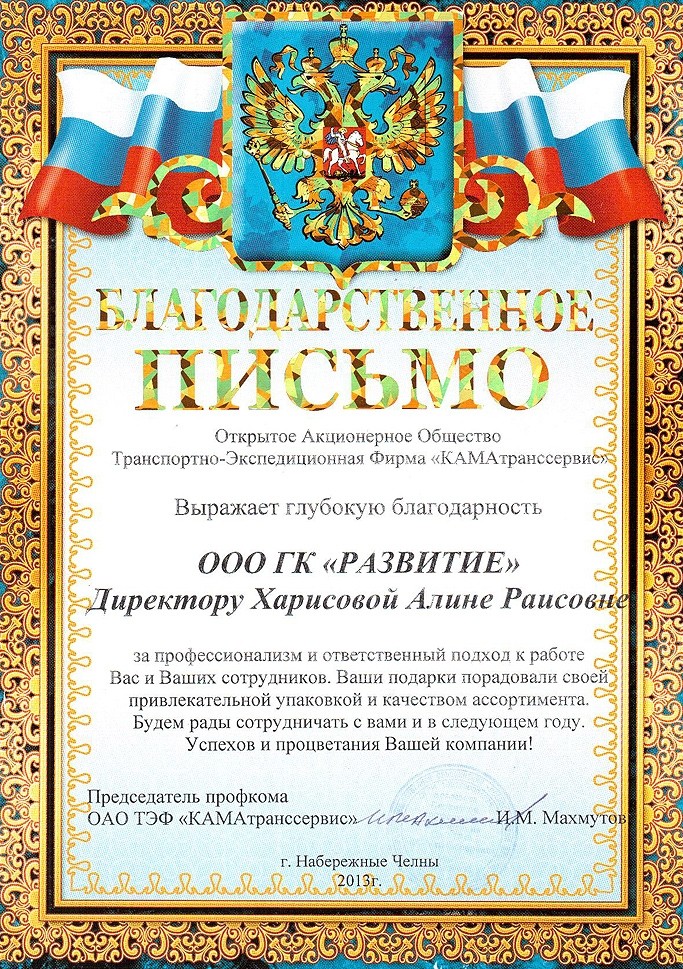 БЛАГОДАРСТВЕННОЕ
ПИСЬМО
Открытое Акционерное Общество
Транспортно-Экспедиционная Фирма «КАМАтранссервис»
Выражает глубокую благодарность
ООО ГК «РАЗВИТИЕ»
Директору Харисовой Алине Раисовне
за профессионализм и ответственный подход к работе
Вас и Ваших сотрудников. Ваши подарки порадовали своей
привлекательной упаковкой и качеством ассортимента.
Будем рады сотрудничать с вами и в следующем году.
Успехов и процветания Вашей компании!
Председатель профкома
ОАО ТЭФ «КАМАтранссервис» И.М. Махмутов
г. Набережные Челны
2013г.